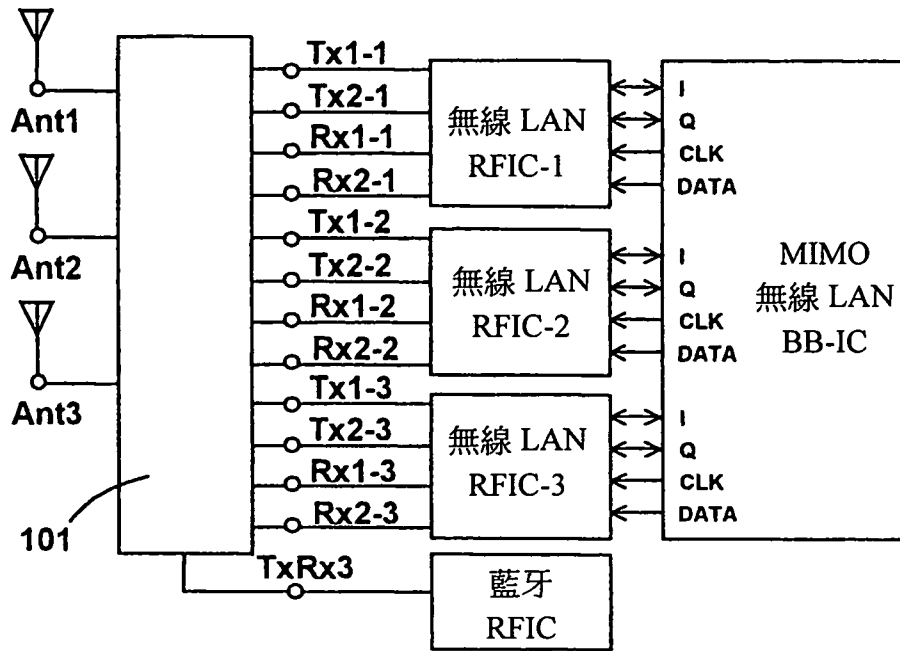 Ant1
Ant2
Ant3
101
Tx1-1
Tx2-1
Rx1-1
Rx2-1
Tx1-2
Tx2-2
Rx1-2
Rx2-2
Tx1-3
Tx2-3
Rx1-3
Rx2-3
TxRx3
無線 LAN
RFIC-1
無線 LAN
RFIC-2
無線 LAN
RFIC-3
藍牙
RFIC
I
Q
CLK
DATA
I
Q
CLK
DATA
I
Q
CLK
DATA
MIMO
無線 LAN
BB-IC